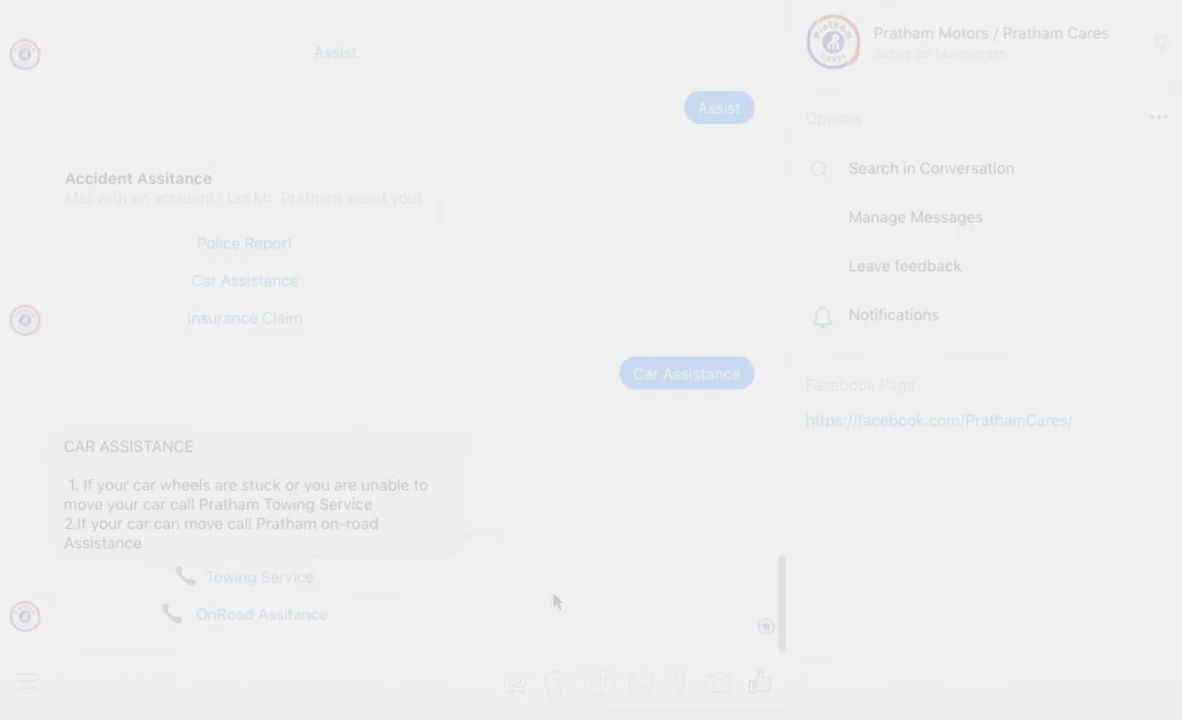 Assist
Assist
Accident Assitance
Met with an accident? Let Mr. Pratham assist you!
Police Report
Car Assistance
Insurance Claim
Car Assistance
CAR ASSISTANCE
1. If your car wheels are stuck or you are unable to
move your car call Pratham Towing Service
2.If your car can move call Pratham on-road
Assistance
Towing Service
OnRoad Assitance
GIF
Pratham Motors / Pratham Cares
Active on Messenger
Options
Search in Conversation
Manage Messages
Leave feedback
Notifications
Facebook Page
https://facebook.com/PrathamCares/